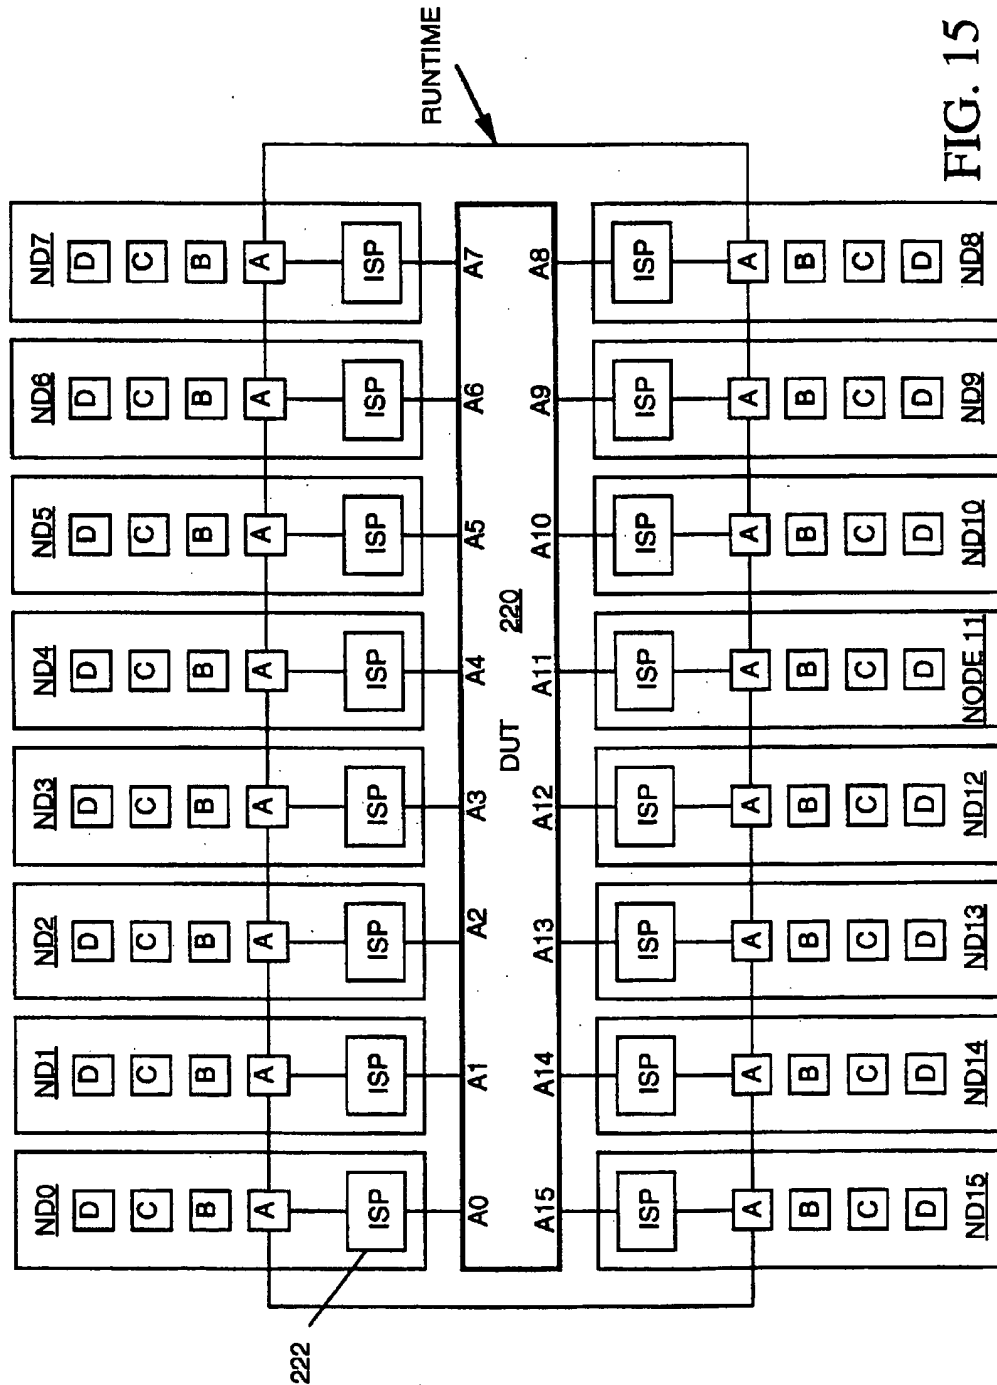 RUNTIME
ND0 ND1 ND2 ND3 ND4 ND5 ND6 ND7
D D D D D D D D
C C C C C C C C
B B B B B B B B
A A A A A A A A
ISP ISP ISP ISP ISP ISP ISP ISP
222
A0 A1 A2 A3 A4 A5 A6 A7
DUT 220
A15 A14 A13 A12 A11 A10 A9 A8
ISP ISP ISP ISP ISP ISP ISP ISP
A A A A A A A A
B B B B B B B B
C C C C C C C C
D D D D D D D D
ND15 ND14 ND13 ND12 NODE 11 ND10 ND9 ND8
FIG. 15